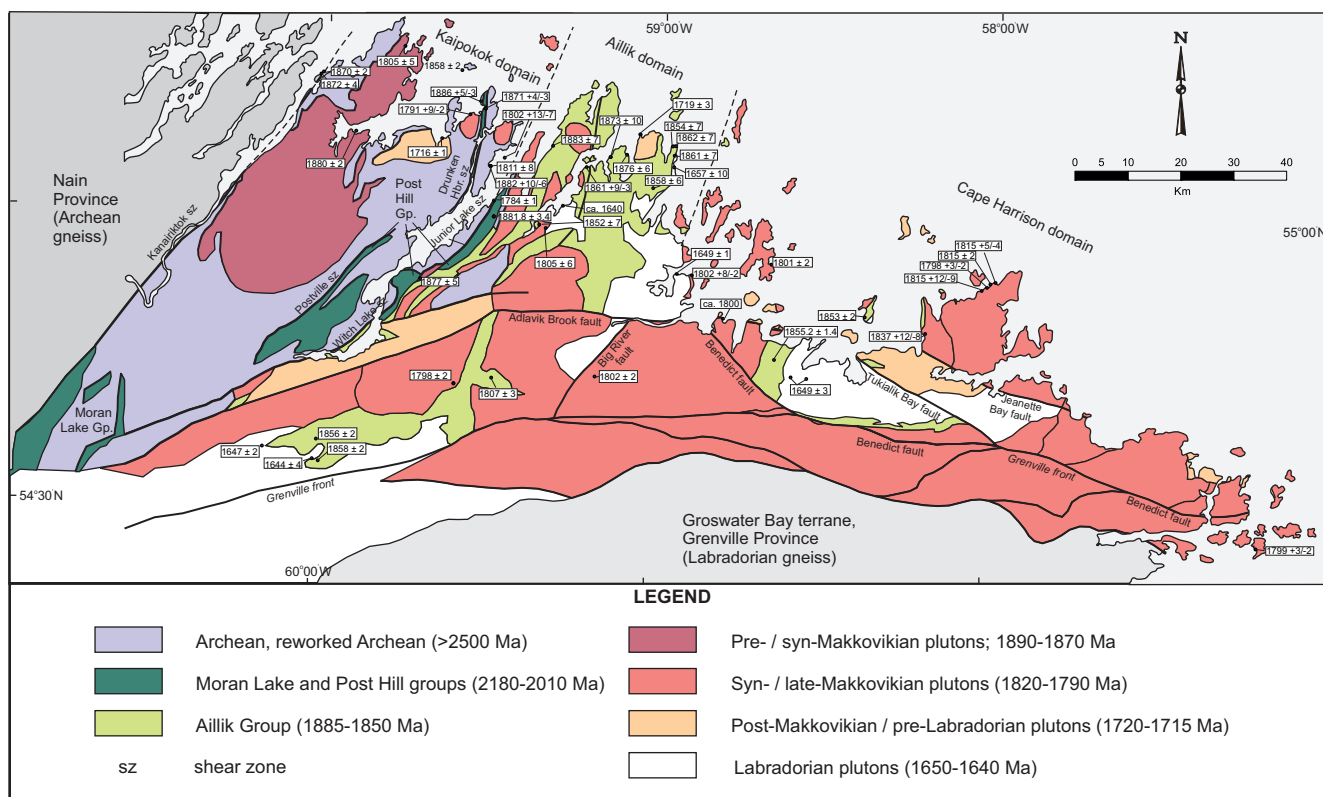 59°00'W
58°00'W
N
0 5 10 20 30 40
Km
Kaipokok domain
Aillik domain
Cape Harrison domain
55°00'N
Nain
Province
(Archean
gneiss)
Kanairiktok sz
1805 ± 5
1858 ± 2
1870 ± 2
1872 ± 4
1886 +5/-3
1871 +4/-3
1791 +9/-2
1802 +13/-7
1719 ± 3
1873 ± 10
1854 ± 7
1862 ± 7
1883 ± 7
1861 ± 7
1880 ± 2
1716 ± 1
Drunken
Hbr. sz
1811 ± 8
1876 ± 6
1657 ± 10
1882 +10/-6
1861 +9/-3
1858 ± 6
Post
Hill
Gp.
1784 ± 1
ca. 1640
1881.8 ± 3.4
1852 ± 7
Junior Lake sz
1649 ± 1
1805 ± 6
1802 +8/-2
1801 ± 2
1815 +5/-4
1815 ± 2
1798 +3/-2
1815 +12/-9
1877 ± 5
Postville sz
Witch Lake sz
ca. 1800
1853 ± 2
Adlavik Brook fault
1855.2 ± 1.4
1837 +12/-8
Big River
fault
Benedict fault
1798 ± 2
1802 ± 2
1649 ± 3
1807 ± 3
Tukialik Bay fault
Jeanette
Bay fault
Moran
Lake Gp.
1856 ± 2
1647 ± 2
1858 ± 2
1644 ± 4
Benedict fault
Grenville front
Grenville front
54°30'N
Benedict fault
Groswater Bay terrane,
Grenville Province
(Labradorian gneiss)
1799 +3/-2
60°00'W
LEGEND
Archean, reworked Archean (>2500 Ma)
Moran Lake and Post Hill groups (2180-2010 Ma)
Aillik Group (1885-1850 Ma)
sz shear zone
Pre- / syn-Makkovikian plutons; 1890-1870 Ma
Syn- / late-Makkovikian plutons (1820-1790 Ma)
Post-Makkovikian / pre-Labradorian plutons (1720-1715 Ma)
Labradorian plutons (1650-1640 Ma)